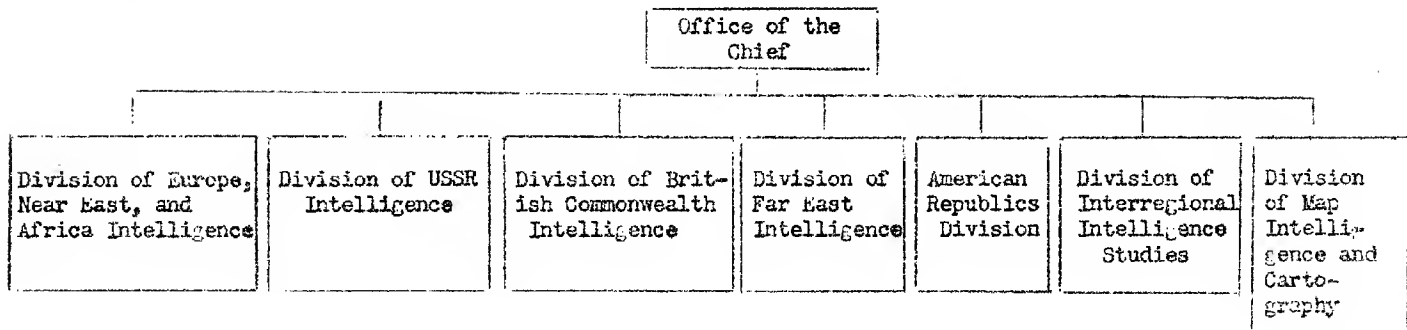 Office of the
Chief
Division of Europe,
Near East, and
Africa Intelligence
Division of USSR
Intelligence
Division of Brit-
ish Commonwealth
Intelligence
Division of
Far East
Intelligence
American
Republics
Division
Division of
Interregional
Intelligence
Studies
Division
of Map
Intelli-
gence and
Carto-
graphy